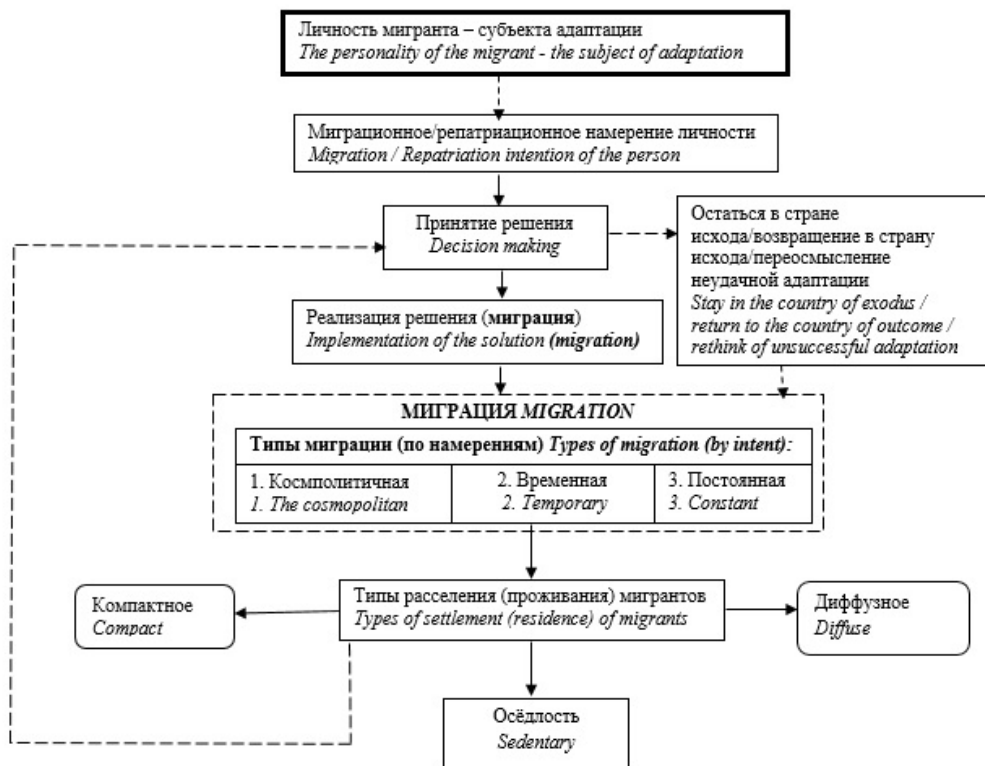 Личность мигранта – субъекта адаптации
The personality of the migrant - the subject of adaptation
Миграционное/репатриационное намерение личности
Migration / Repatriation intention of the person
Принятие решения
Decision making
Остаться в стране
исхода/возвращение в страну
исхода/переосмысление
неудачной адаптации
Stay in the country of exodus /
return to the country of outcome /
rethink of unsuccessful adaptation
Реализация решения (миграция)
Implementation of the solution (migration)
МИГРАЦИЯ MIGRATION
Типы миграции (по намерениям) Types of migration (by intent):
1. Космполитичная
1. The cosmopolitan
2. Временная
2. Temporary
3. Постоянная
3. Constant
Типы расселения (проживания) мигрантов
Types of settlement (residence) of migrants
Компактное
Compact
Диффузное
Diffuse
Осёдлость
Sedentary